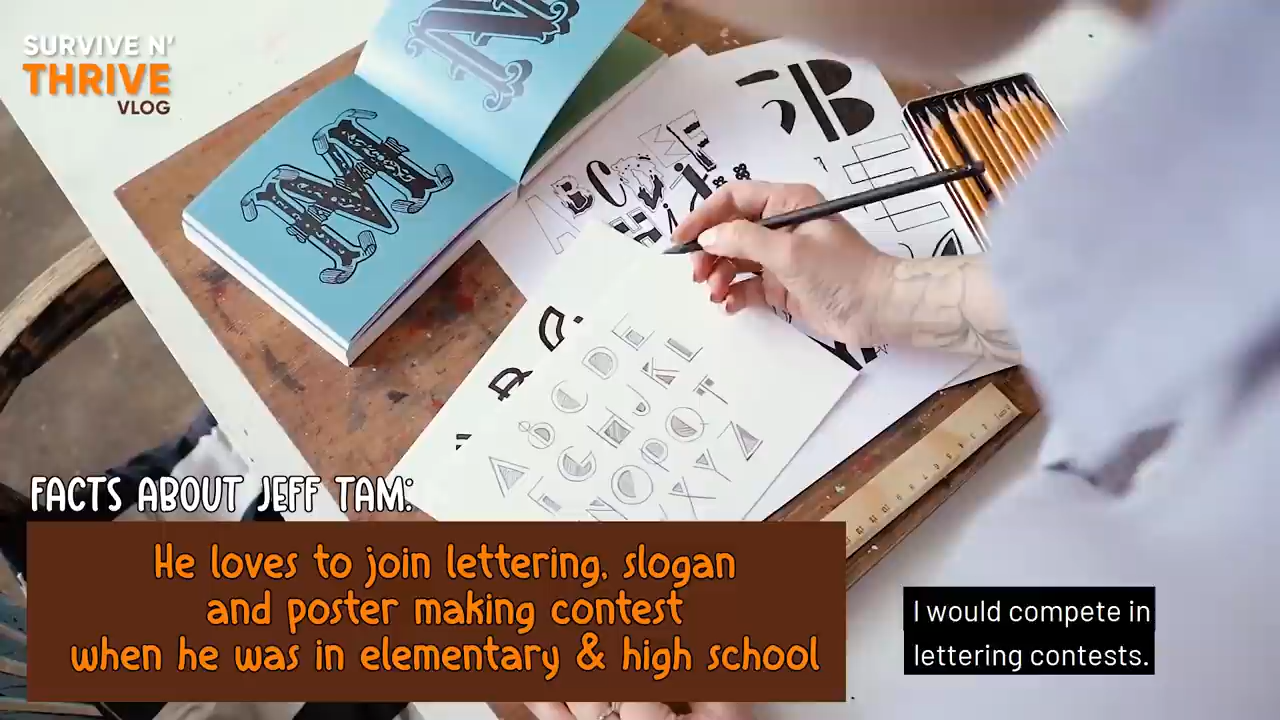 SURVIVE N'
THRIVE
VLOG
M
N
B
ABCDMEF
FACTS ABOUT JEFF TAM:
He loves to join lettering, slogan
and poster making contest
when he was in elementary & high school
I would compete in
lettering contests.